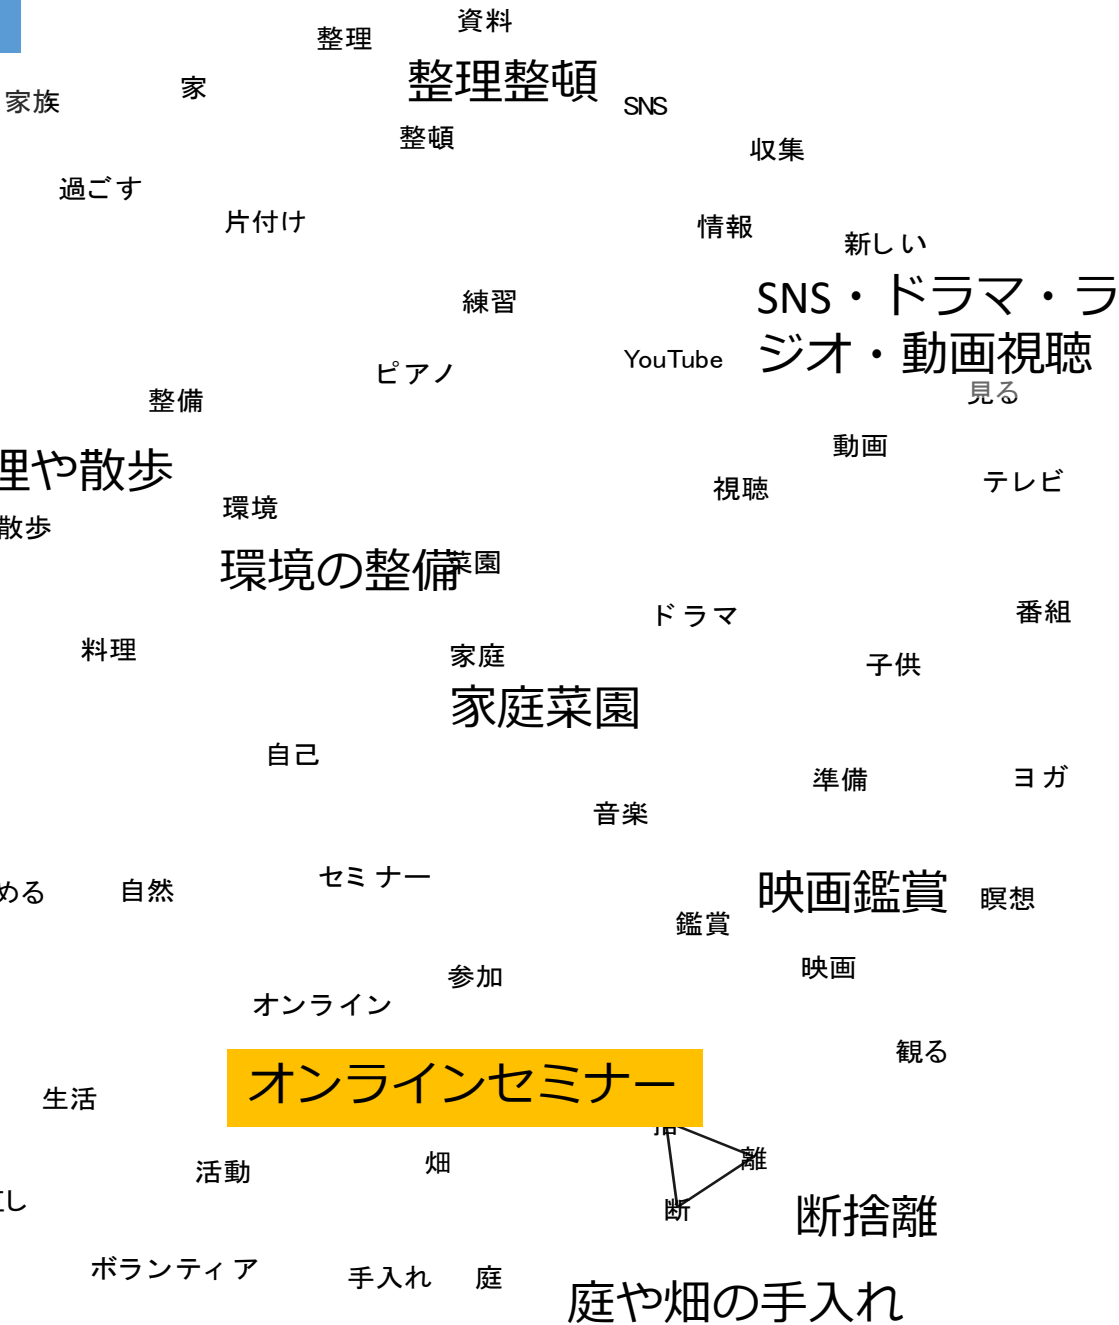 資料
整理
整理整頓
家
家族
SNS
整頓
収集
過ごす
片付け
情報
新しい
SNS・ドラマ・ラ
ジオ・動画視聴
練習
YouTube
ピアノ
見る
整備
動画
理や散歩
テレビ
視聴
環境
散歩
環境の整備
菜園
番組
ドラマ
料理
家庭
子供
家庭菜園
自己
準備
ヨガ
音楽
セミナー
める
自然
映画鑑賞
瞑想
鑑賞
映画
参加
オンライン
観る
オンラインセミナー
生活
離
畑
活動
し
断
断捨離
ボランティア
手入れ
庭
庭や畑の手入れ